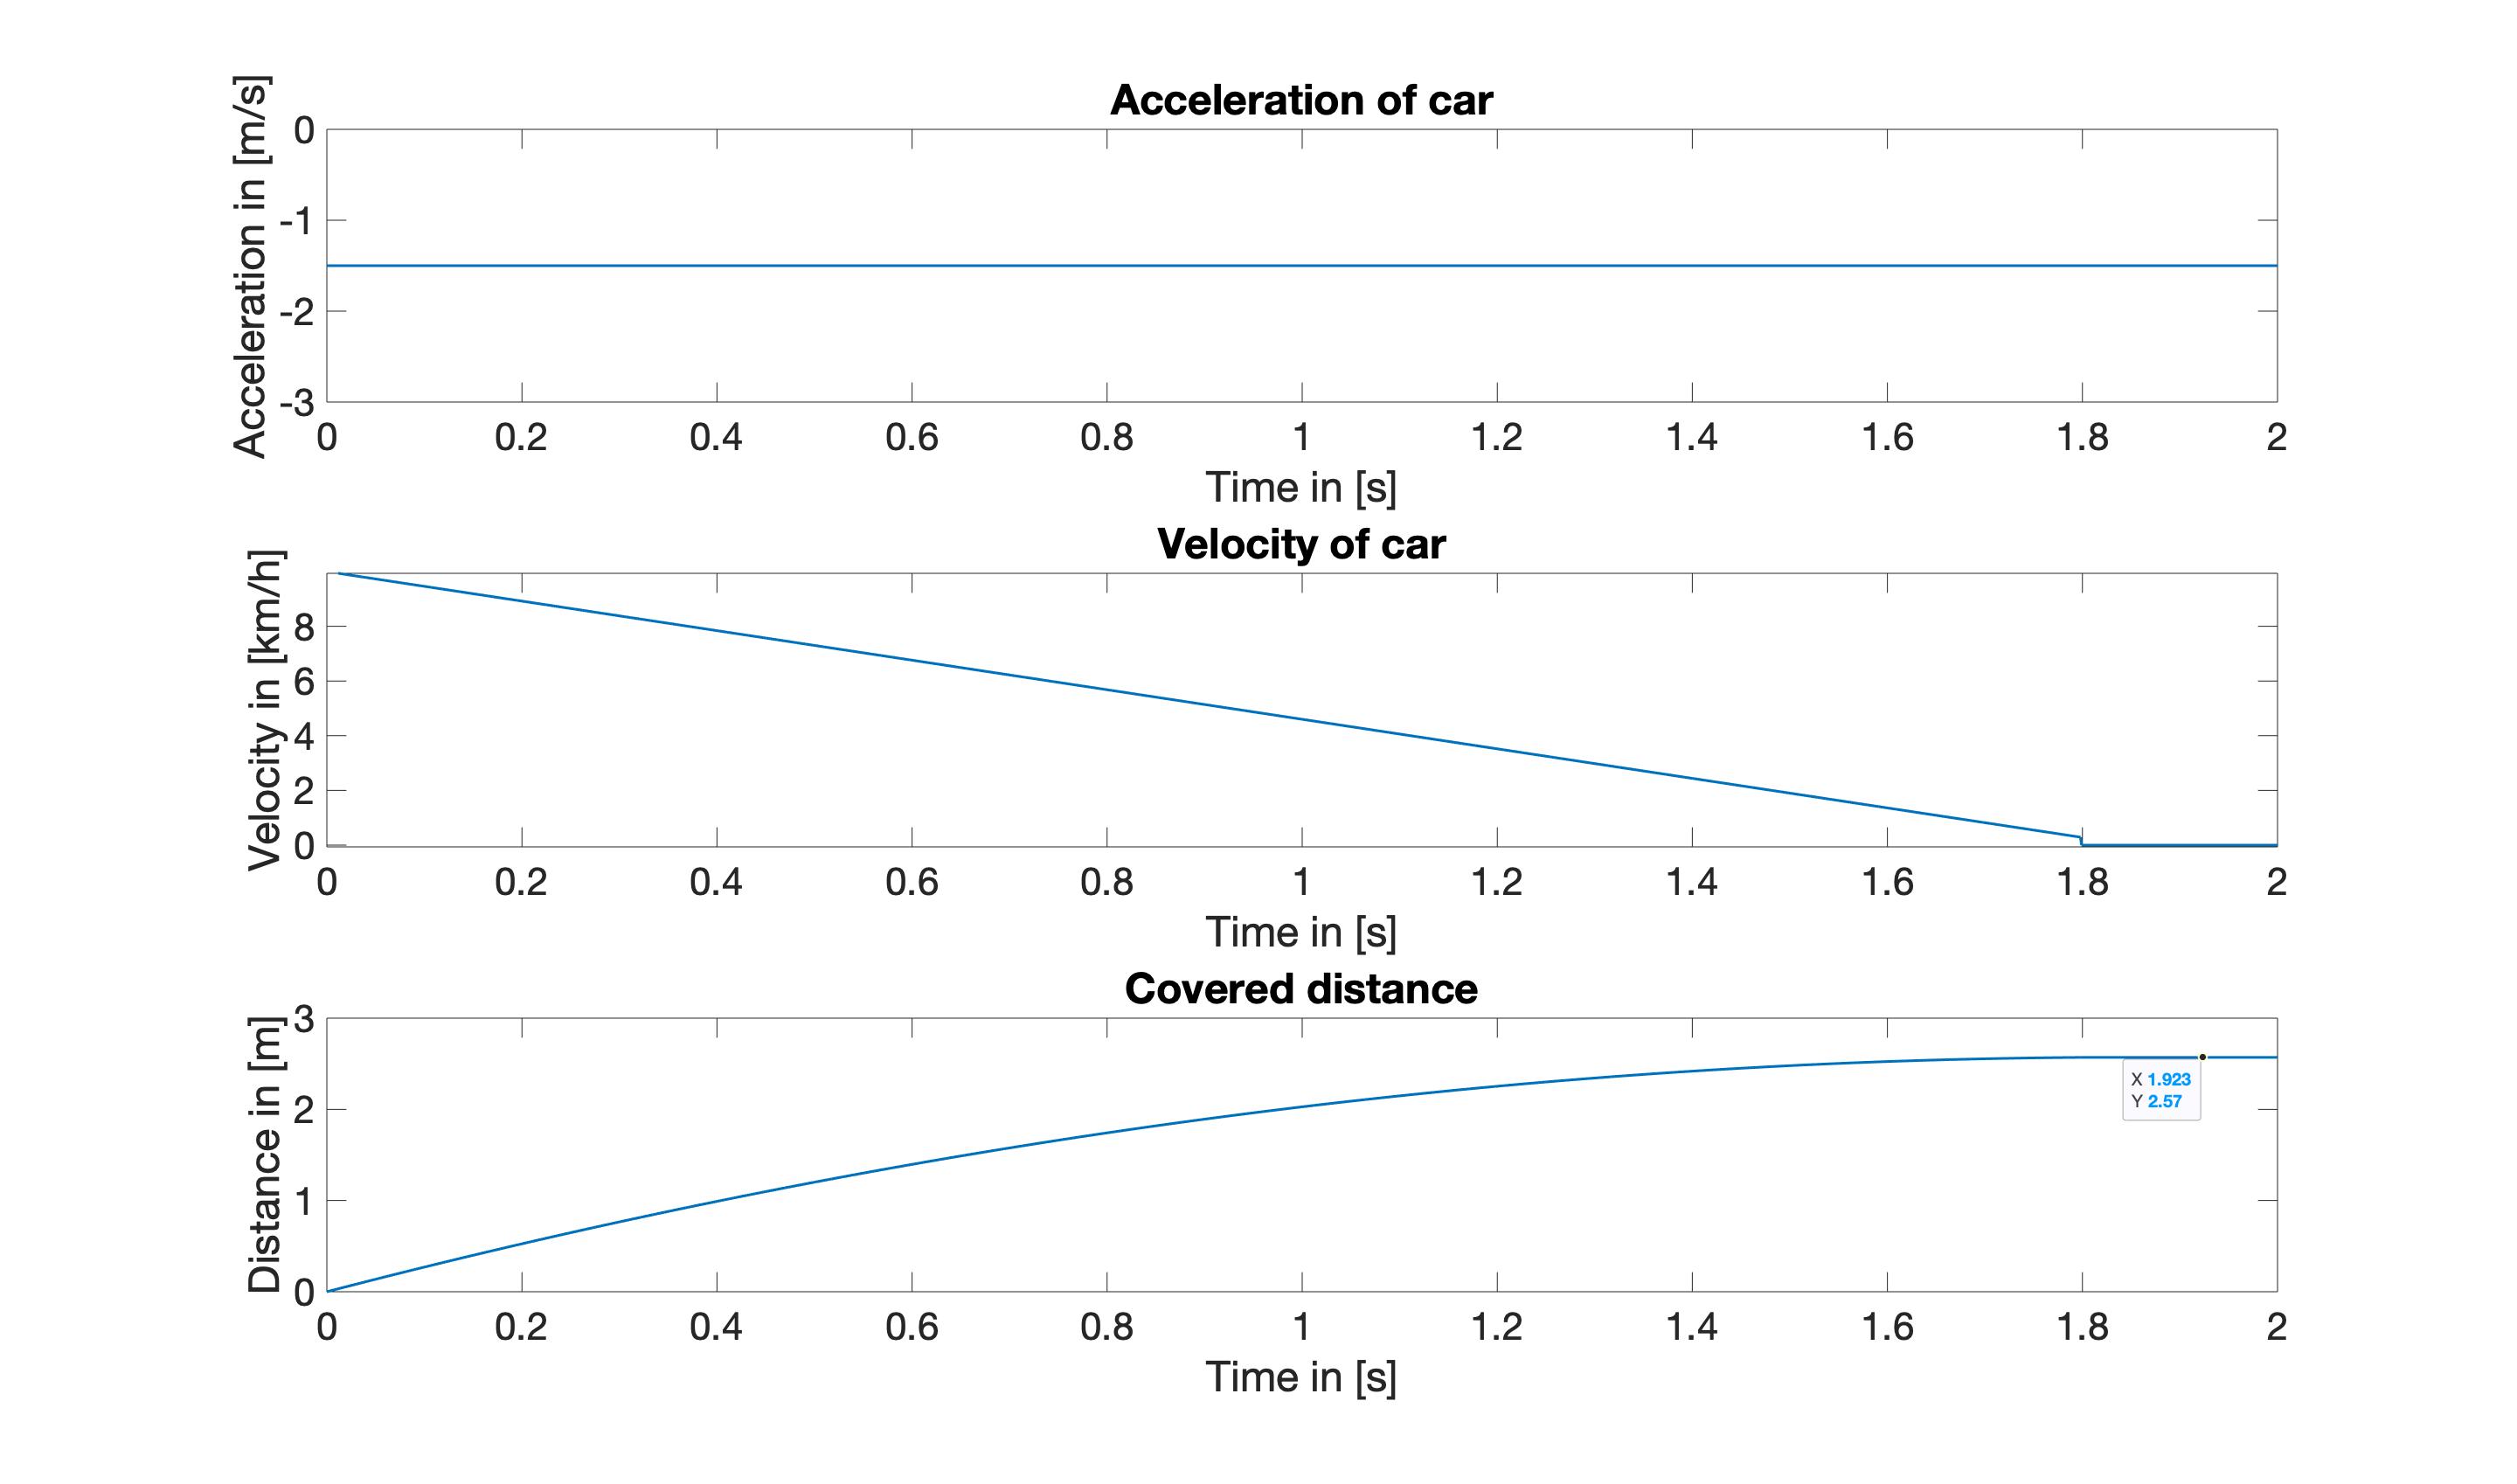 Acceleration of car
Acceleration in [m/s]
0
-1
-2
-3
0 0.2 0.4 0.6 0.8 1 1.2 1.4 1.6 1.8 2
Time in [s]
Velocity of car
Velocity in [km/h]
8
6
4
2
0
0 0.2 0.4 0.6 0.8 1 1.2 1.4 1.6 1.8 2
Time in [s]
Covered distance
Distance in [m]
3
2
1
0
X 1.923
Y 2.57
0 0.2 0.4 0.6 0.8 1 1.2 1.4 1.6 1.8 2
Time in [s]